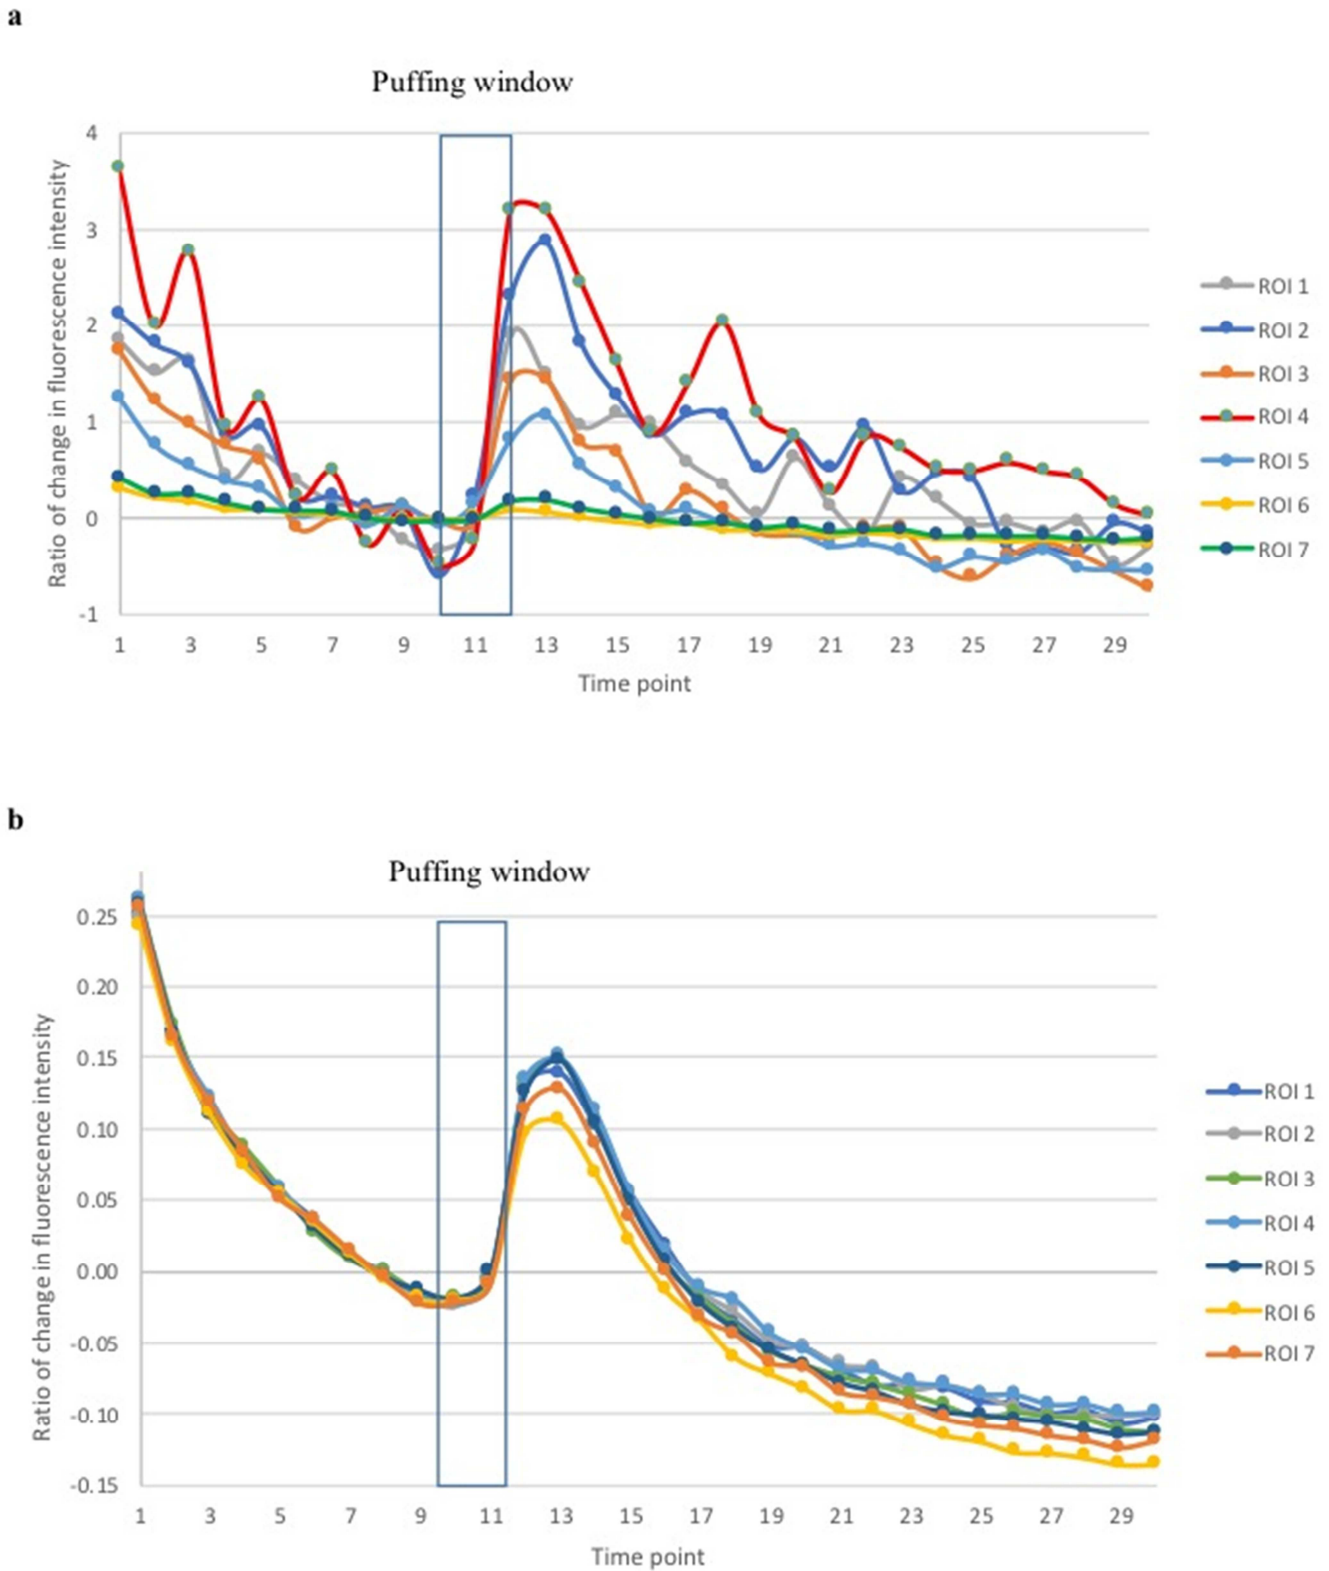 a
Puffing window
Ratio of change in fluorescence intensity
4
3
2
1
0
-1
1 3 5 7 9 11 13 15 17 19 21 23 25 27 29
Time point
ROI 1
ROI 2
ROI 3
ROI 4
ROI 5
ROI 6
ROI 7
b
Puffing window
Ratio of change in fluorescence intensity
0.25
0.20
0.15
0.10
0.05
0.00
-0.05
-0.10
-0.15
1 3 5 7 9 11 13 15 17 19 21 23 25 27 29
Time point
ROI 1
ROI 2
ROI 3
ROI 4
ROI 5
ROI 6
ROI 7